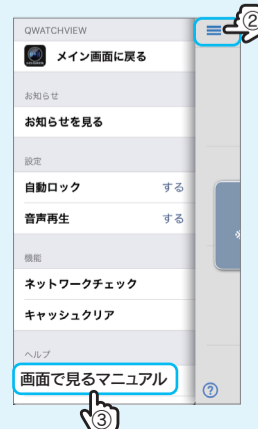 QWATCHVIEW
②
メイン画面に戻る
お知らせ
お知らせを見る
設定
自動ロック する
音声再生 する
機能
ネットワークチェック
キャッシュクリア
ヘルプ
画面で見るマニュアル
?
③